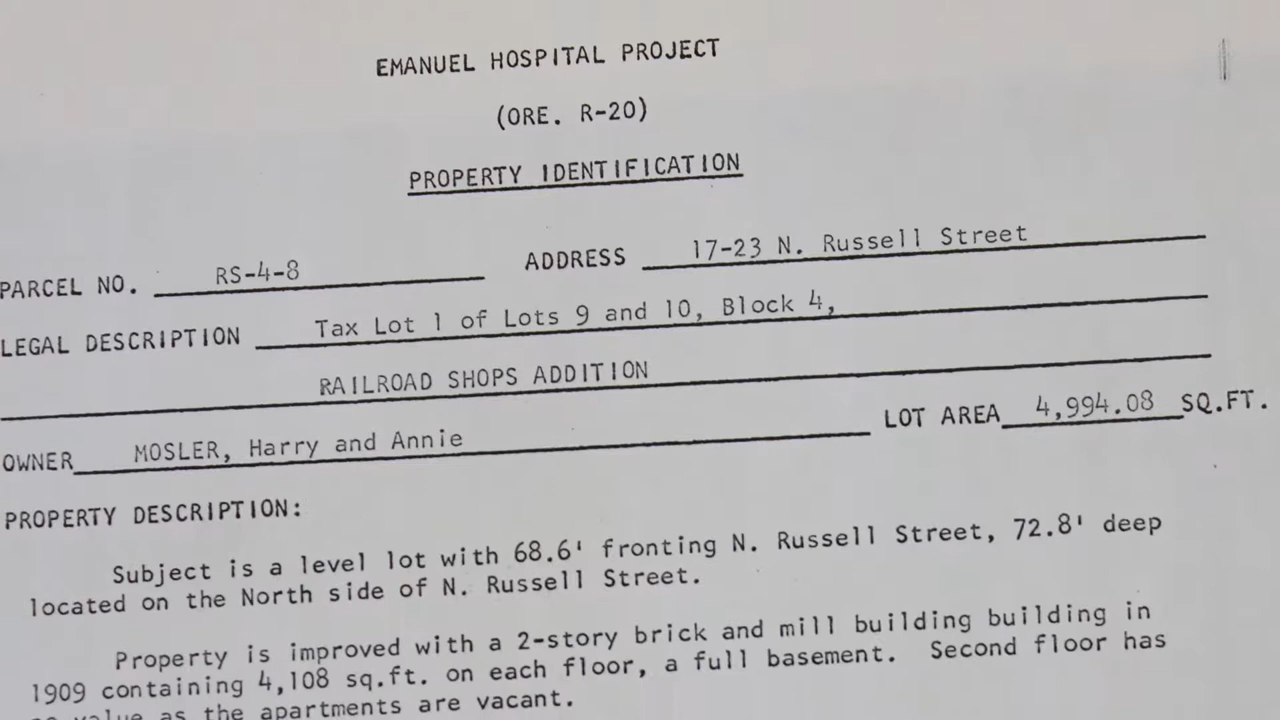 EMANUEL HOSPITAL PROJECT
(ORE. R-20)
PROPERTY IDENTIFICATION
PARCEL NO. RS-4-8 ADDRESS 17-23 N. Russell Street
LEGAL DESCRIPTION Tax Lot 1 of Lots 9 and 10, Block 4,
RAILROAD SHOPS ADDITION
OWNER MOSLER, Harry and Annie LOT AREA 4,994.08 SQ.FT.
PROPERTY DESCRIPTION:
Subject is a level lot with 68.6' fronting N. Russell Street, 72.8' deep
located on the North side of N. Russell Street.
Property is improved with a 2-story brick and mill building building in
1909 containing 4,108 sq.ft. on each floor, a full basement. Second floor has
value as the apartments are vacant.